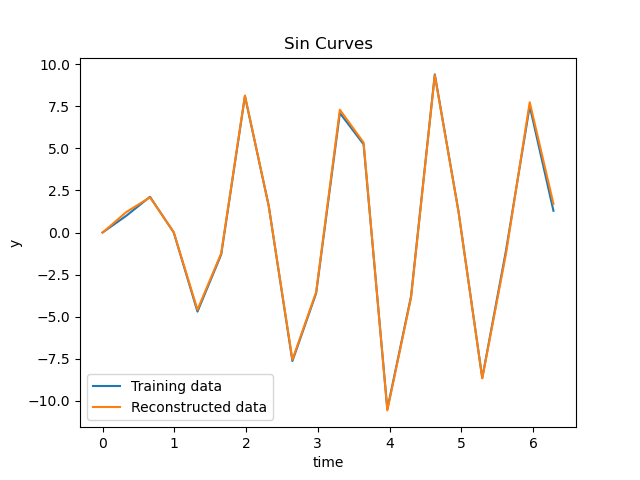 Sin Curves
10.0
7.5
5.0
2.5
0.0
−2.5
−5.0
−7.5
−10.0
y
Training data
Reconstructed data
0 1 2 3 4 5 6
time